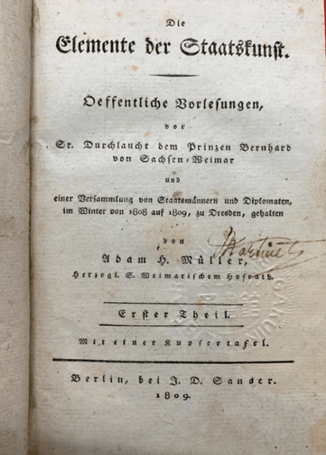 Die
Elemente der Staatskunst.
Oeffentliche Vorlesungen,
vor
Sr. Durchlaucht dem Prinzen Bernhard
von Sachsen-Weimar
und
einer Versammlung von Staatsmännern und Diplomaten,
im Winter von 1808 auf 1809, zu Dresden, gehalten
von
Adam H. Müller,
Herzogl. S. Weimarischem Hofrath.
Erster Theil.
Mit einer Kupfertafel.
Berlin, bei J. D. Sander.
1809.